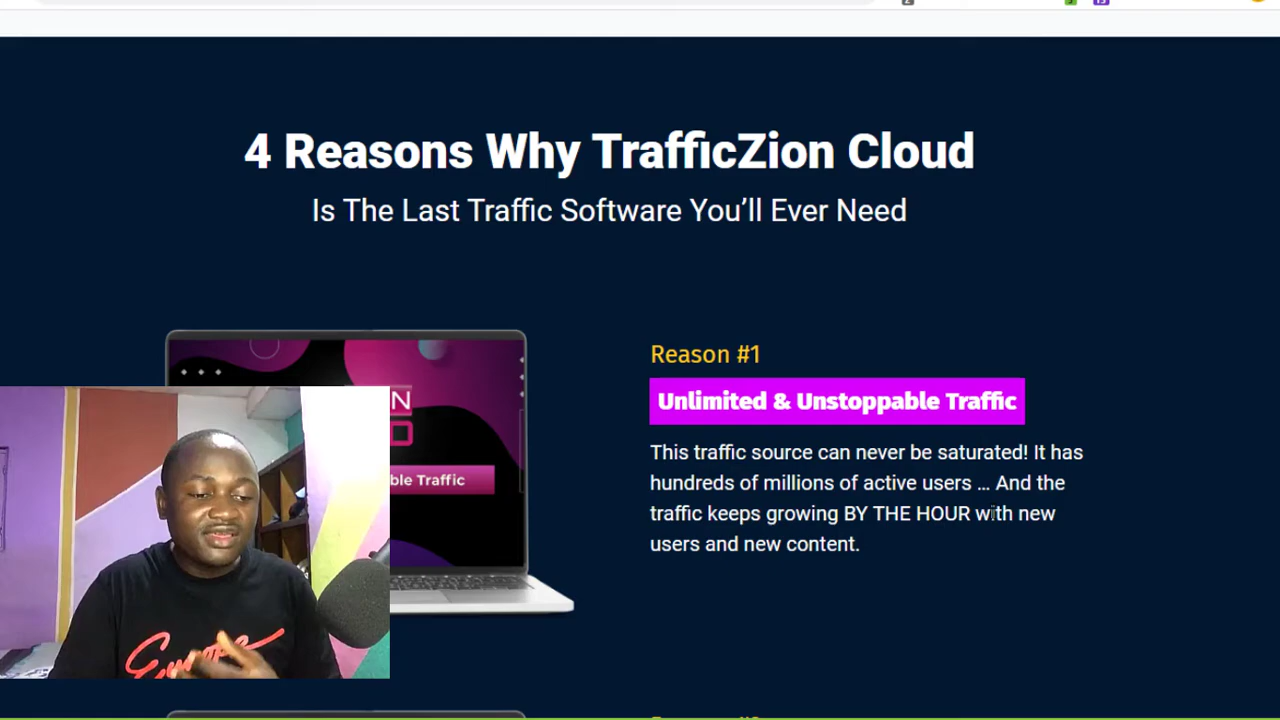 4 Reasons Why TrafficZion Cloud
Is The Last Traffic Software You'll Ever Need
Reason #1
Unlimited & Unstoppable Traffic
This traffic source can never be saturated! It has
hundreds of millions of active users ... And the
traffic keeps growing BY THE HOUR with new
users and new content.
ble Traffic